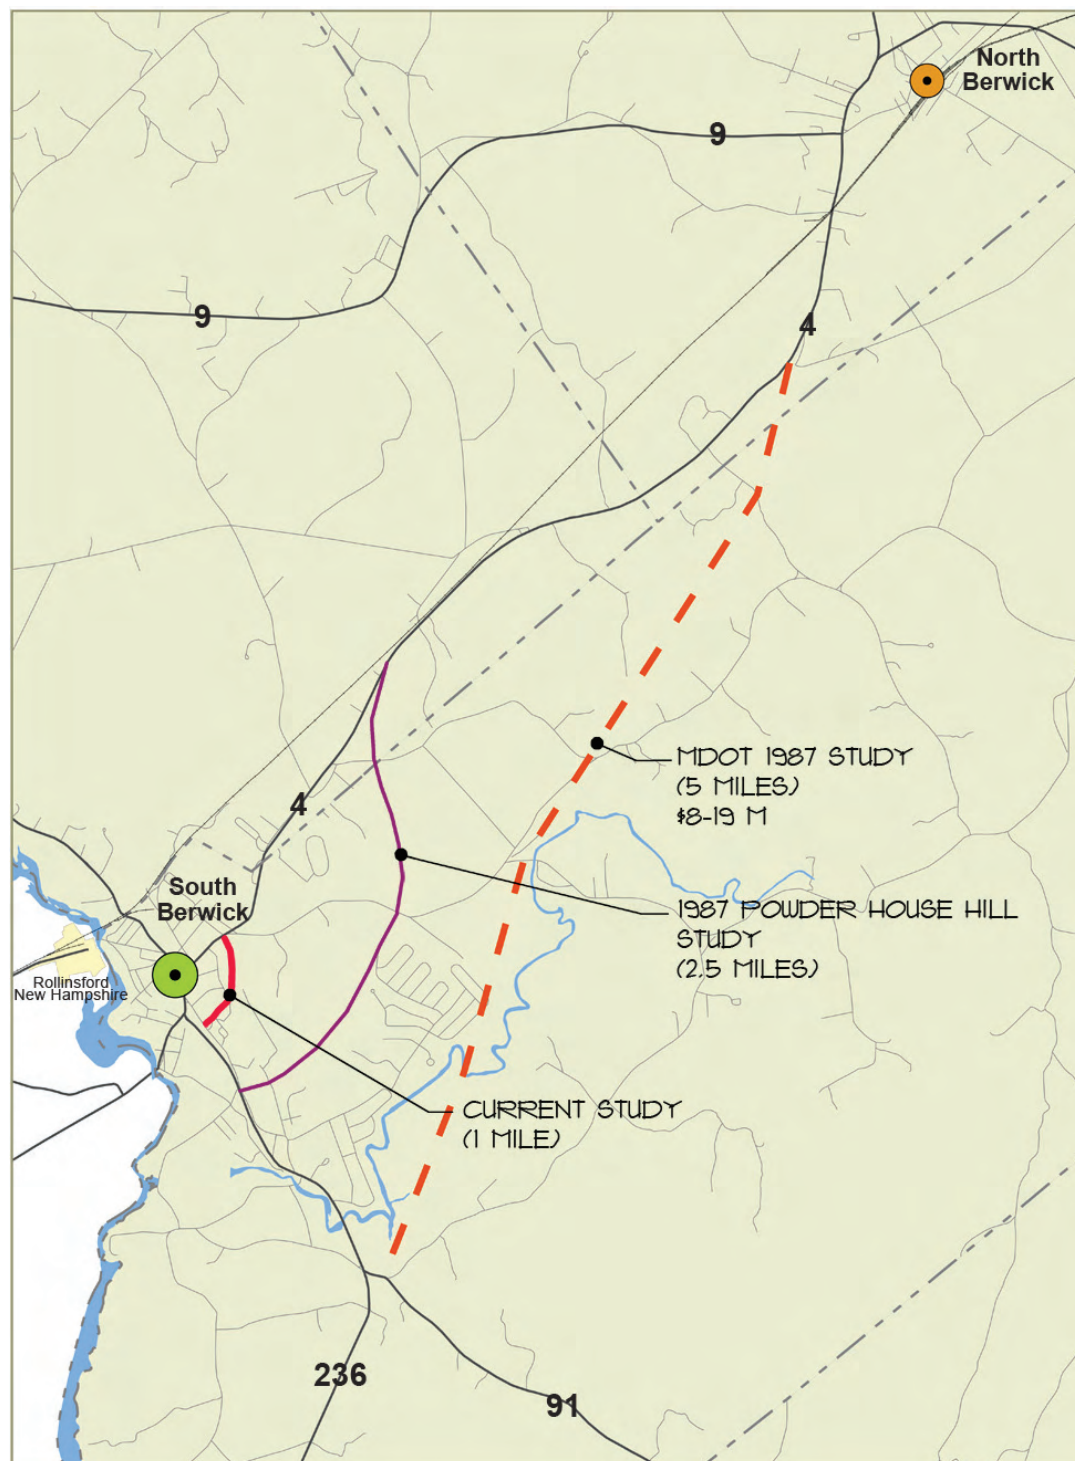 North
Berwick
9
9
4
MDOT 1987 STUDY
(5 MILES)
$8-19 M
4
South
Berwick
1987 POWDER HOUSE HILL
STUDY
(2.5 MILES)
Rollinsford
New Hampshire
CURRENT STUDY
(1 MILE)
236
91